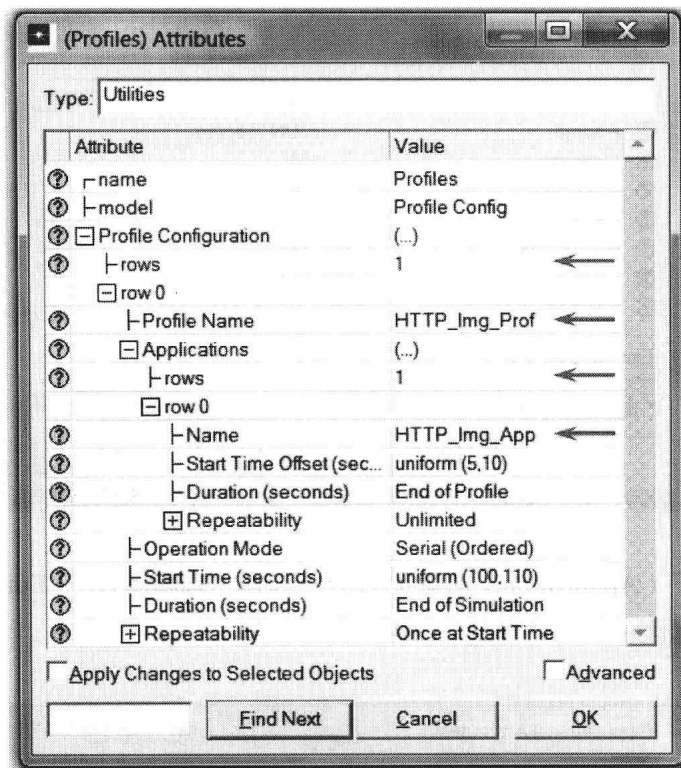 (Profiles) Attributes
Type: Utilities
Attribute Value
name Profiles
model Profile Config
Profile Configuration (...)
rows 1
row 0
Profile Name HTTP_Img_Prof
Applications (...)
rows 1
row 0
Name HTTP_Img_App
Start Time Offset (sec... uniform (5,10)
Duration (seconds) End of Profile
Repeatability Unlimited
Operation Mode Serial (Ordered)
Start Time (seconds) uniform (100,110)
Duration (seconds) End of Simulation
Repeatability Once at Start Time
Apply Changes to Selected Objects Advanced
Find Next Cancel OK